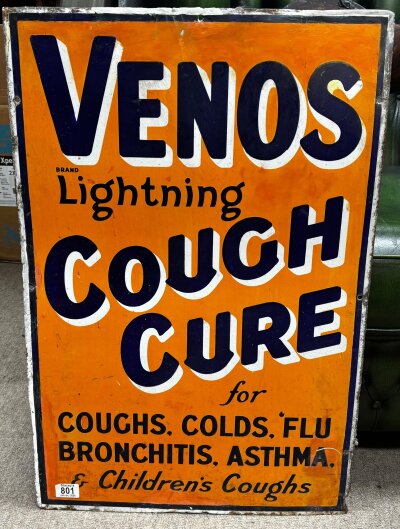 VENOS
BRAND
Lightning
COUGH
CURE
for
COUGHS, COLDS, 'FLU
BRONCHITIS, ASTHMA,
& Children's Coughs
801